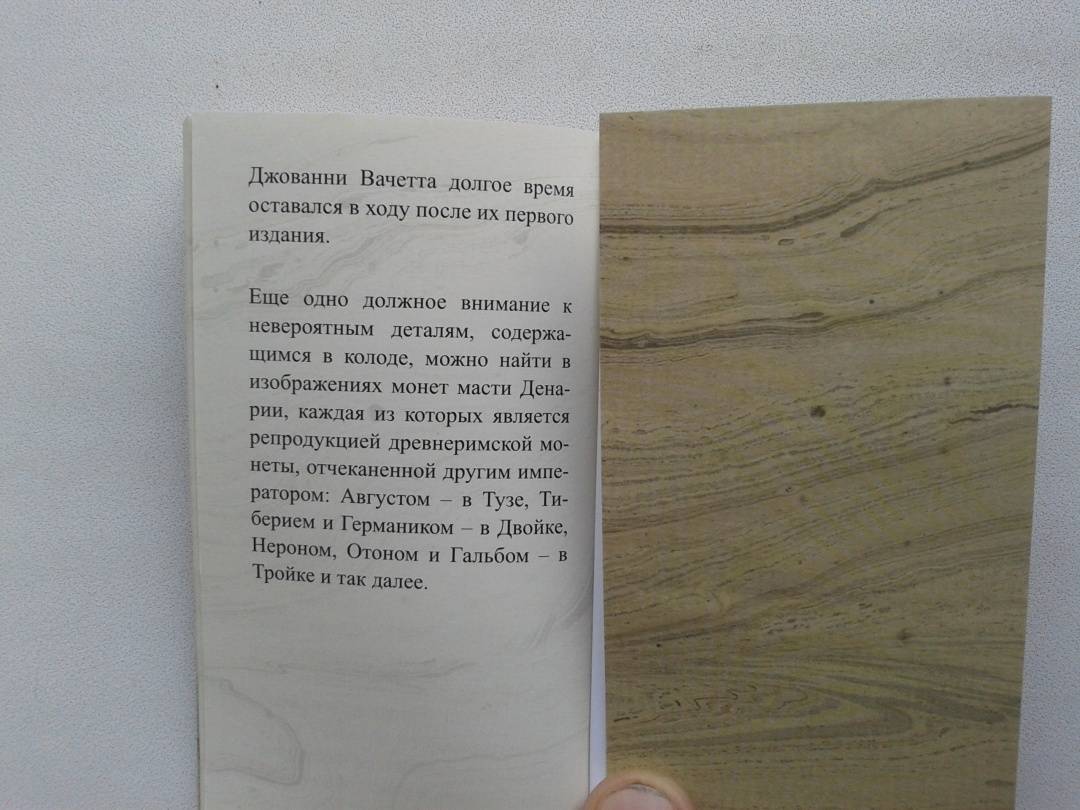 Джованни Вачетта долгое время
оставался в ходу после их первого
издания.
Еще одно должное внимание к
невероятным деталям, содержа-
щимся в колоде, можно найти в
изображениях монет масти Дена-
рии, каждая из которых является
репродукцией древнеримской мо-
неты, отчеканенной другим импе-
ратором: Августом – в Тузе, Ти-
берием и Германиком – в Двойке,
Нероном, Отоном и Гальбом – в
Тройке и так далее.